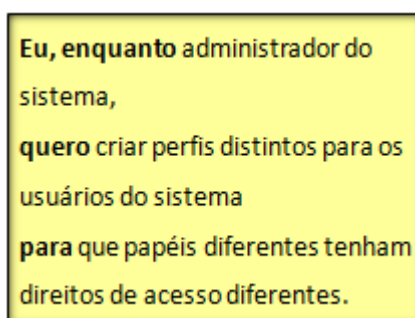 Eu, enquanto administrador do
sistema,
quero criar perfis distintos para os
usuários do sistema
para que papéis diferentes tenham
direitos de acesso diferentes.